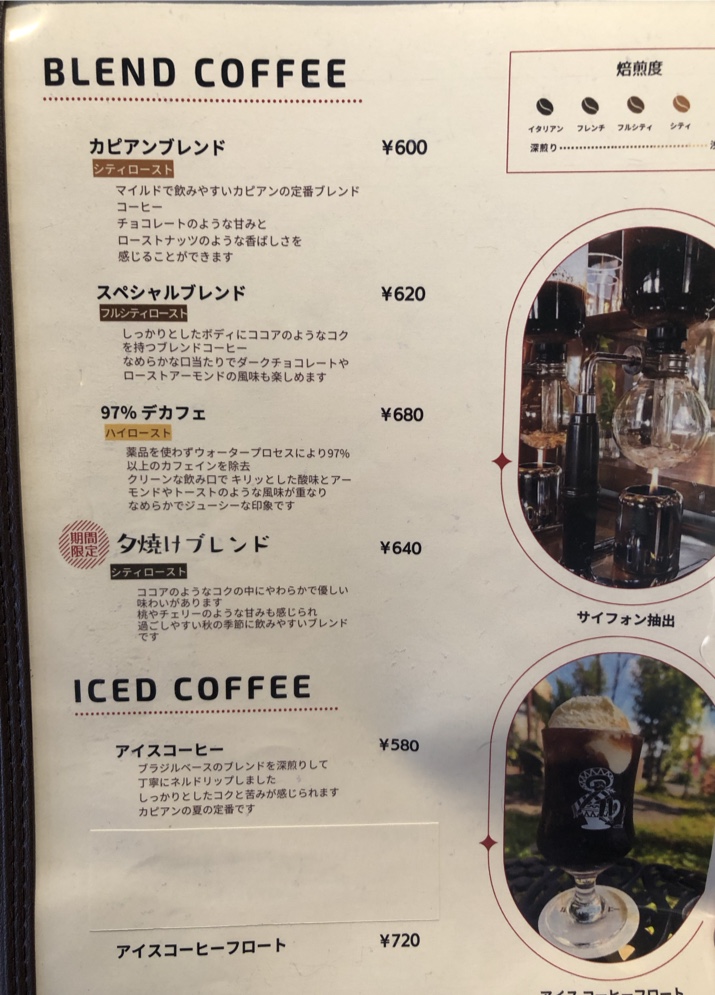 BLEND COFFEE
カピアンブレンド ¥600
シティロースト
マイルドで飲みやすいカピアンの定番ブレンド
コーヒー
チョコレートのような甘みと
ローストナッツのような香ばしさを
感じることができます
スペシャルブレンド ¥620
フルシティロースト
しっかりとしたボディにココアのようなコク
を持つブレンドコーヒー
なめらかな口当たりでダークチョコレートや
ローストアーモンドの風味も楽しめます
97% デカフェ ¥680
ハイロースト
薬品を使わずウォータープロセスにより97%
以上のカフェインを除去
クリーンな飲み口で キリッとした酸味とアー
モンドやトーストのような風味が重なり
なめらかでジューシーな印象です
期間
限定
夕焼けブレンド ¥640
シティロースト
ココアのようなコクの中にやわらかで優しい
味わいがあります
桃やチェリーのような甘みも感じられ
過ごしやすい秋の季節に飲みやすいブレンド
です
ICED COFFEE
アイスコーヒー ¥580
ブラジルベースのブレンドを深煎りして
丁寧にネルドリップしました
しっかりとしたコクと苦みが感じられます
カピアンの夏の定番です
アイスコーヒーフロート ¥720
焙煎度
イタリアン フレンチ フルシティ シティ
深煎り
サイフォン抽出
アイスコーヒーフロート